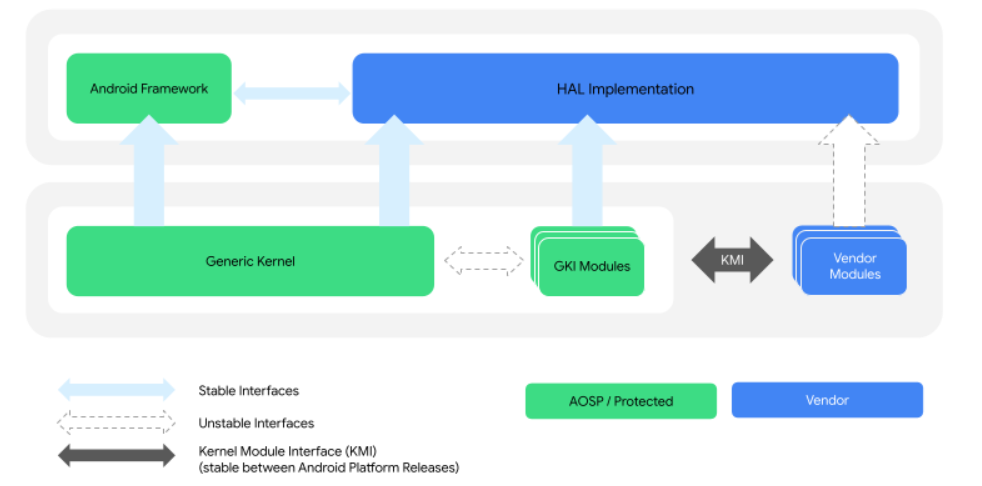 Android Framework
HAL Implementation
Generic Kernel
GKI Modules
KMI
Vendor
Modules
Stable Interfaces
Unstable Interfaces
Kernel Module Interface (KMI)
(stable between Android Platform Releases)
AOSP / Protected
Vendor